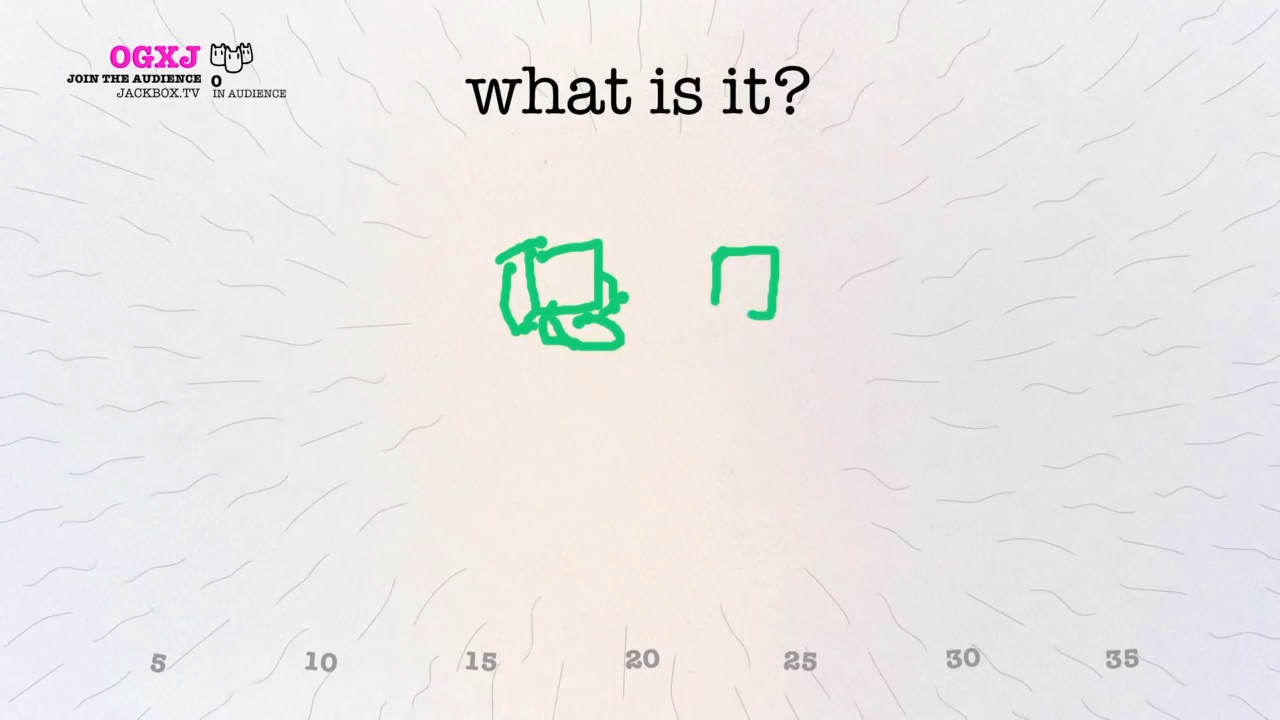 what is it?
OGXJ
JOIN THE AUDIENCE
JACKBOX.TV
0
IN AUDIENCE
5 10 15 20 25 30 35